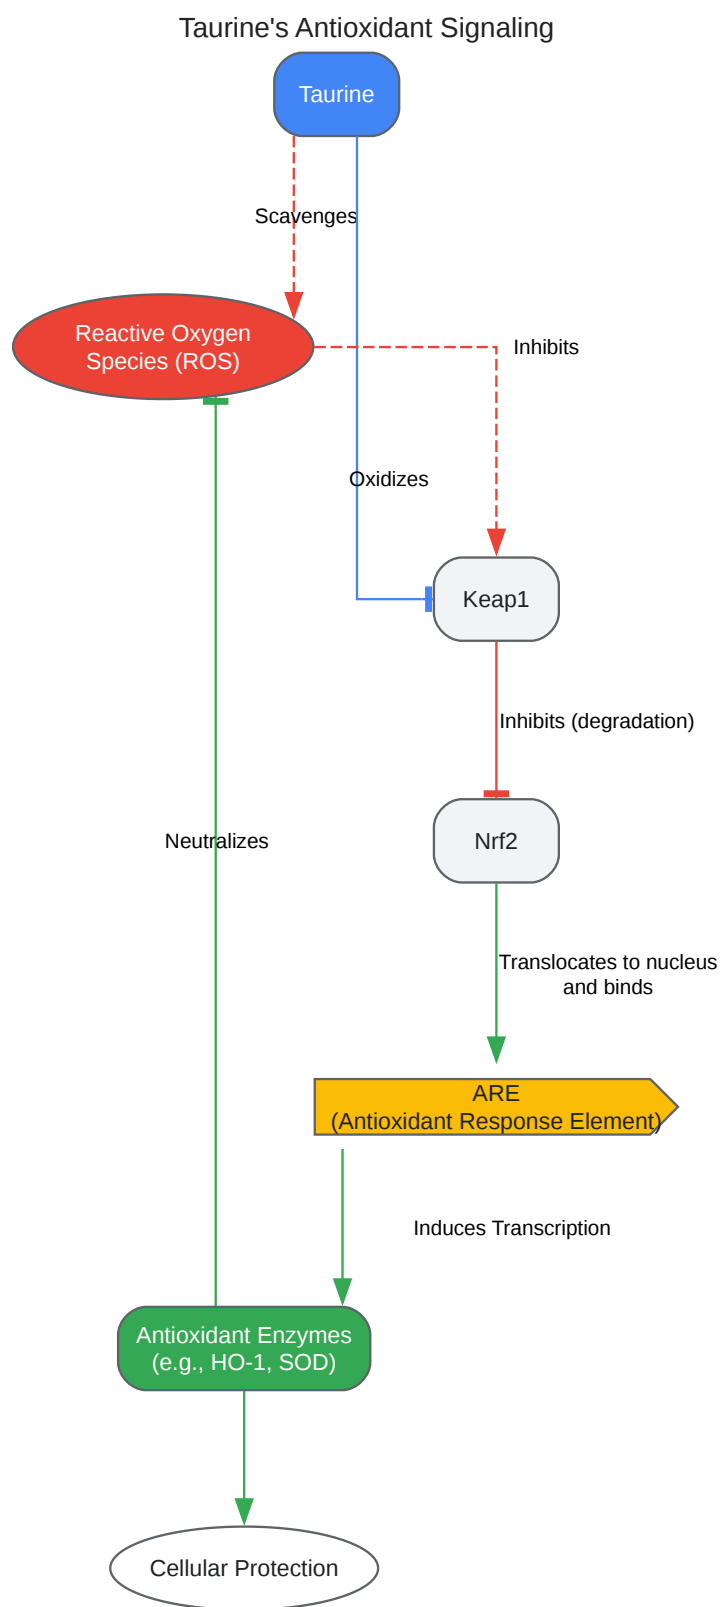 Taurine's Antioxidant Signaling
Taurine
Scavenges
Reactive Oxygen
Species (ROS)
Inhibits
Oxidizes
Keap1
Inhibits (degradation)
Nrf2
Neutralizes
Translocates to nucleus
and binds
ARE
(Antioxidant Response Element)
Induces Transcription
Antioxidant Enzymes
(e.g., HO-1, SOD)
Cellular Protection